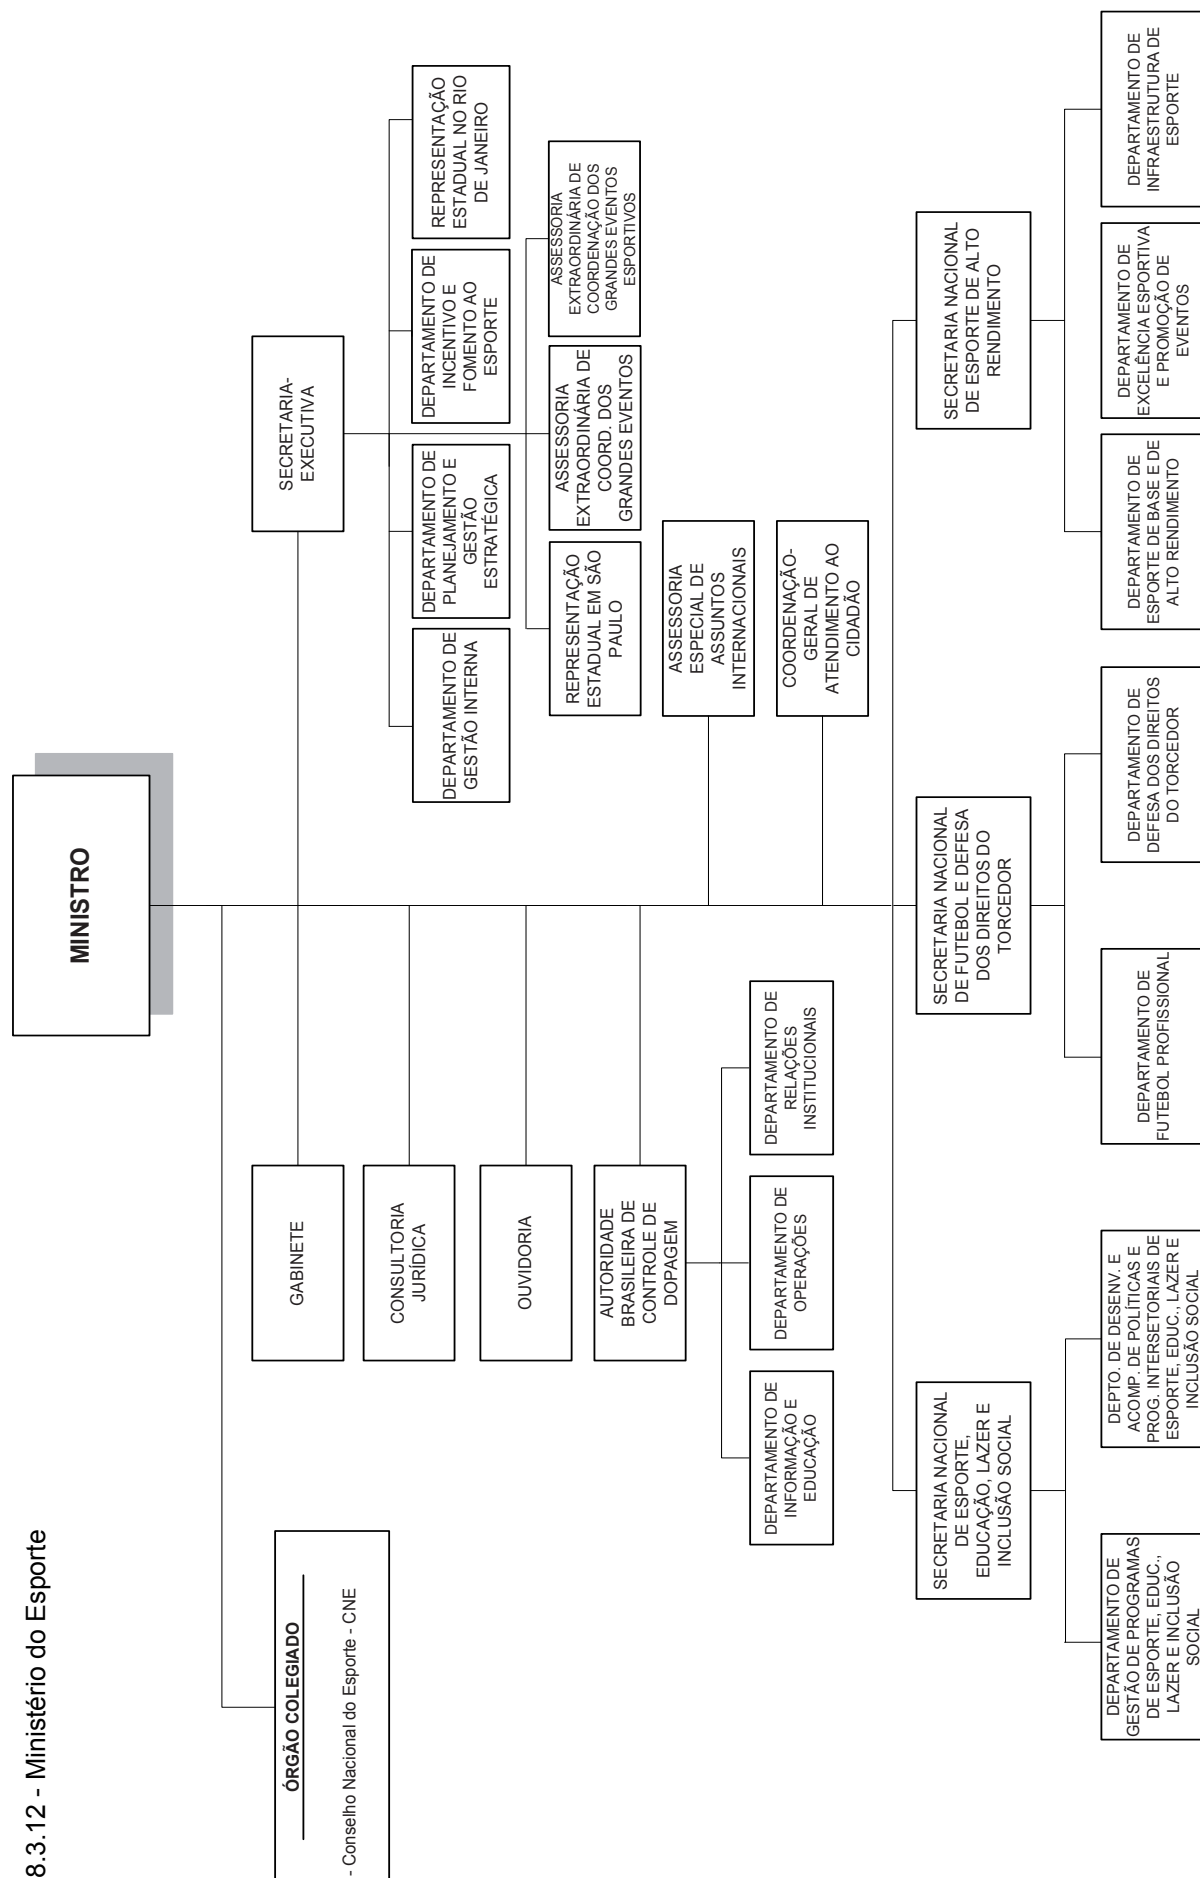 8.3.12 - Ministério do Esporte
MINISTRO
ÓRGÃO COLEGIADO
- Conselho Nacional do Esporte - CNE
GABINETE
SECRETARIA-
EXECUTIVA
CONSULTORIA
JURÍDICA
OUVIDORIA
AUTORIDADE
BRASILEIRA DE
CONTROLE DE
DOPAGEM
DEPARTAMENTO DE
GESTÃO INTERNA
DEPARTAMENTO DE
PLANEJAMENTO E
GESTÃO
ESTRATÉGICA
DEPARTAMENTO DE
INCENTIVO E
FOMENTO AO
ESPORTE
REPRESENTAÇÃO
ESTADUAL NO RIO
DE JANEIRO
REPRESENTAÇÃO
ESTADUAL EM SÃO
PAULO
ASSESSORIA
EXTRAORDINÁRIA DE
COORD. DOS
GRANDES EVENTOS
ASSESSORIA
EXTRAORDINÁRIA DE
COORDENAÇÃO DOS
GRANDES EVENTOS
ESPORTIVOS
ASSESSORIA
ESPECIAL DE
ASSUNTOS
INTERNACIONAIS
COORDENAÇÃO-
GERAL DE
ATENDIMENTO AO
CIDADÃO
DEPARTAMENTO DE
INFORMAÇÃO E
EDUCAÇÃO
DEPARTAMENTO DE
OPERAÇÕES
DEPARTAMENTO DE
RELAÇÕES
INSTITUCIONAIS
SECRETARIA NACIONAL
DE ESPORTE,
EDUCAÇÃO, LAZER E
INCLUSÃO SOCIAL
SECRETARIA NACIONAL
DE FUTEBOL E DEFESA
DOS DIREITOS DO
TORCEDOR
SECRETARIA NACIONAL
DE ESPORTE DE ALTO
RENDIMENTO
DEPARTAMENTO DE
GESTÃO DE PROGRAMAS
DE ESPORTE, EDUC.,
LAZER E INCLUSÃO
SOCIAL
DEPTO. DE DESENV. E
ACOMP. DE POLÍTICAS E
PROG. INTERSETORIAIS DE
ESPORTE, EDUC., LAZER E
INCLUSÃO SOCIAL
DEPARTAMENTO DE
FUTEBOL PROFISSIONAL
DEPARTAMENTO DE
DEFESA DOS DIREITOS
DO TORCEDOR
DEPARTAMENTO DE
ESPORTE DE BASE E DE
ALTO RENDIMENTO
DEPARTAMENTO DE
EXCELÊNCIA ESPORTIVA
E PROMOÇÃO DE
EVENTOS
DEPARTAMENTO DE
INFRAESTRUTURA DE
ESPORTE